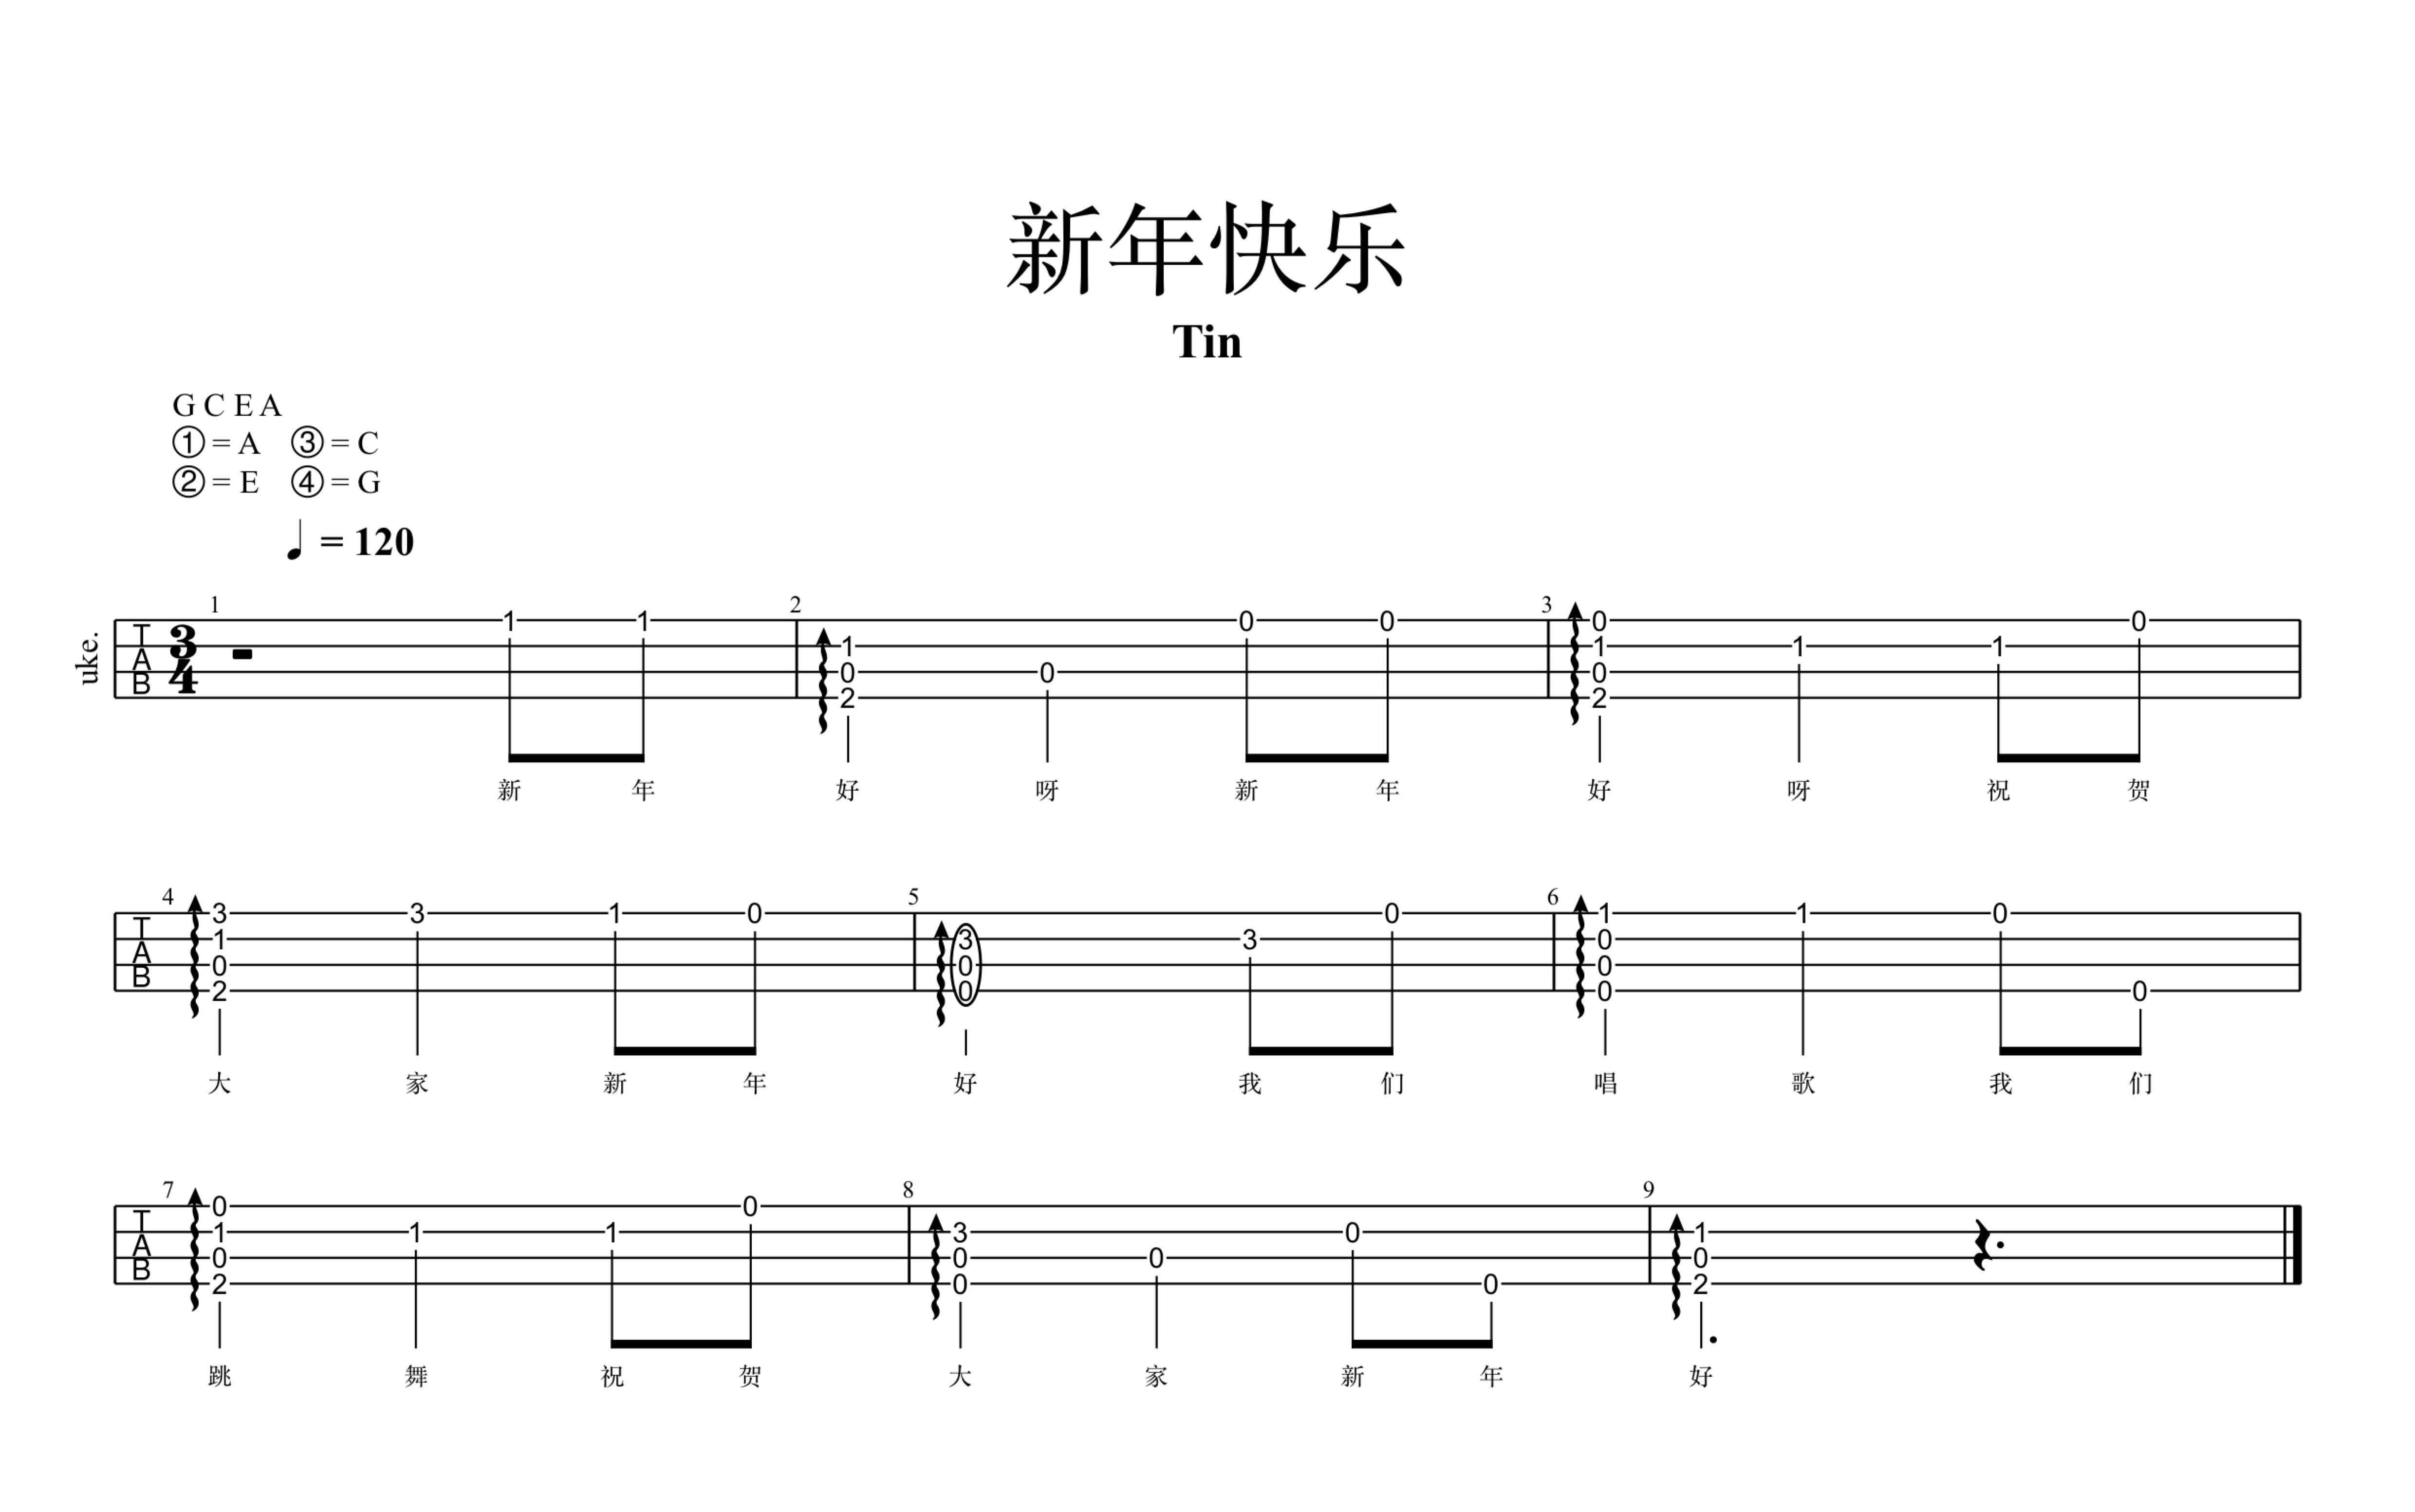 新年快乐
Tin
G C E A
① = A ③ = C
② = E ④ = G
♩ = 120
1 2 3
uke. T A B 3/4 1 1 1 0 2 0 0 0 0 1 0 2 1 1 0
新 年 好 呀 新 年 好 呀 祝 贺
4 5 6
T A B 3 1 0 2 3 1 0 3 0 0 3 0 1 0 0 0 1 0 0
大 家 新 年 好 我 们 唱 歌 我 们
7 8 9
T A B 0 1 0 2 1 1 0 3 0 0 0 0 0 1 0 2
跳 舞 祝 贺 大 家 新 年 好